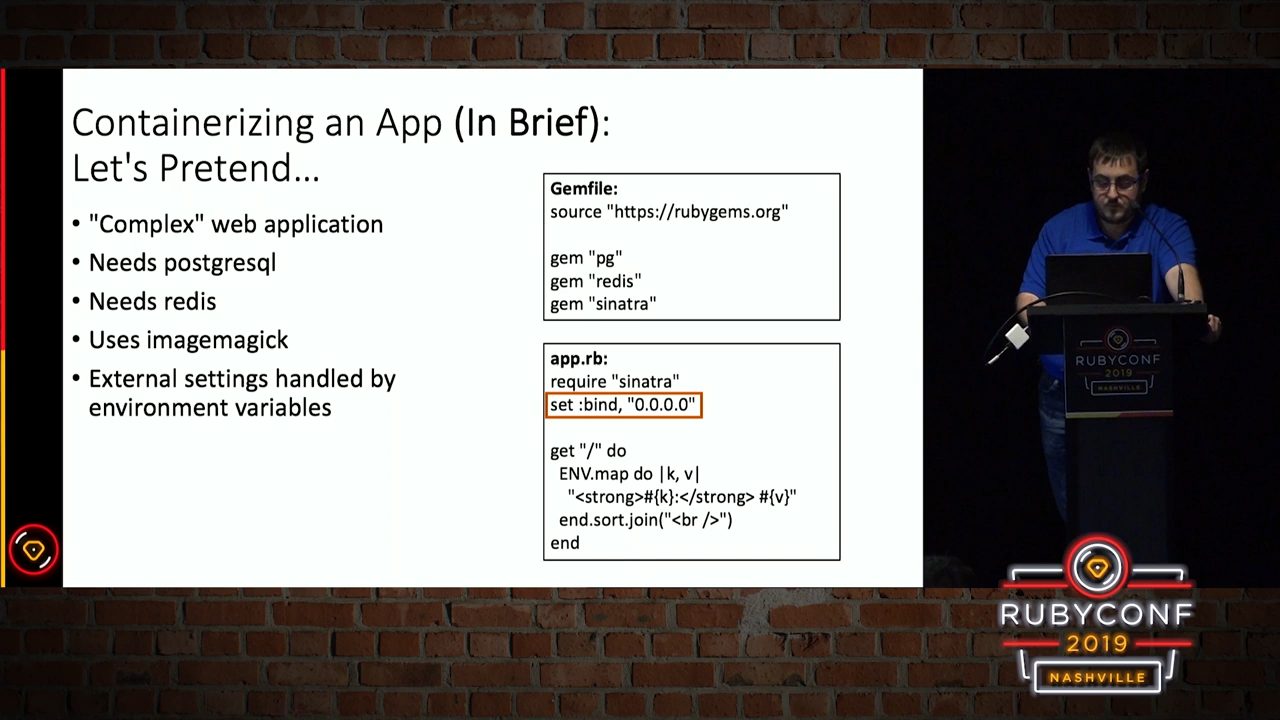 Containerizing an App (In Brief):
Let's Pretend...
• "Complex" web application
• Needs postgresql
• Needs redis
• Uses imagemagick
• External settings handled by
environment variables
Gemfile:
source "https://rubygems.org"
gem "pg"
gem "redis"
gem "sinatra"
app.rb:
require "sinatra"
set :bind, "0.0.0.0"
get "/" do
ENV.map do |k, v|
"<strong>#{k}:</strong> #{v}"
end.sort.join("<br />")
end
RUBYCONF
2019
NASHVILLE
RUBYCONF
2019
NASHVILLE